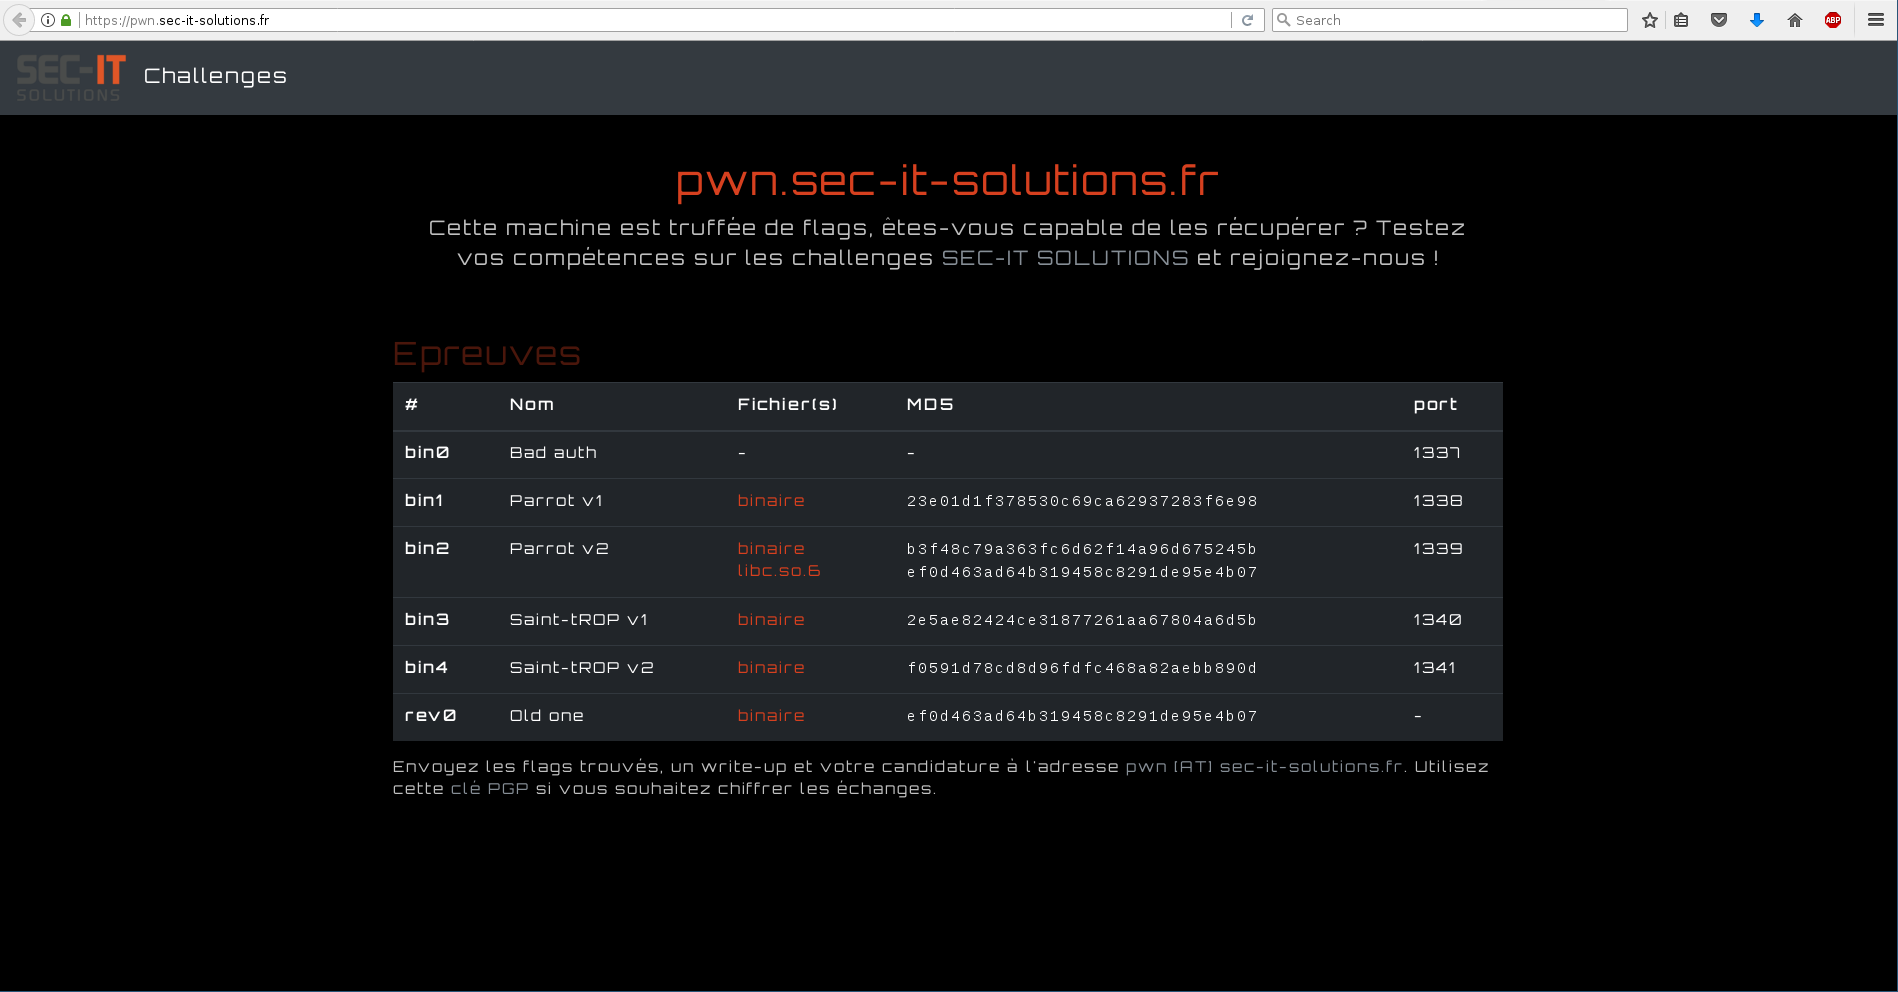 https://pwn.sec-it-solutions.fr
Search
ABP
SEC-IT
SOLUTIONS
Challenges
pwn.sec-it-solutions.fr
Cette machine est truffée de flags, êtes-vous capable de les récupérer ? Testez
vos compétences sur les challenges SEC-IT SOLUTIONS et rejoignez-nous !
Epreuves
# Nom Fichier(s) MD5 port
bin0 Bad auth - - 1337
bin1 Parrot v1 binaire 23e01d1f378530c69ca62937283f6e98 1338
bin2 Parrot v2 binaire b3f48c79a363fc6d62f14a96d675245b 1339
libc.so.6 ef0d463ad64b319458c8291de95e4b07
bin3 Saint-tROP v1 binaire 2e5ae82424ce31877261aa67804a6d5b 1340
bin4 Saint-tROP v2 binaire f0591d78cd8d96fdfc468a82aebb890d 1341
rev0 Old one binaire ef0d463ad64b319458c8291de95e4b07 -
Envoyez les flags trouvés, un write-up et votre candidature à l'adresse pwn [AT] sec-it-solutions.fr. Utilisez
cette clé PGP si vous souhaitez chiffrer les échanges.